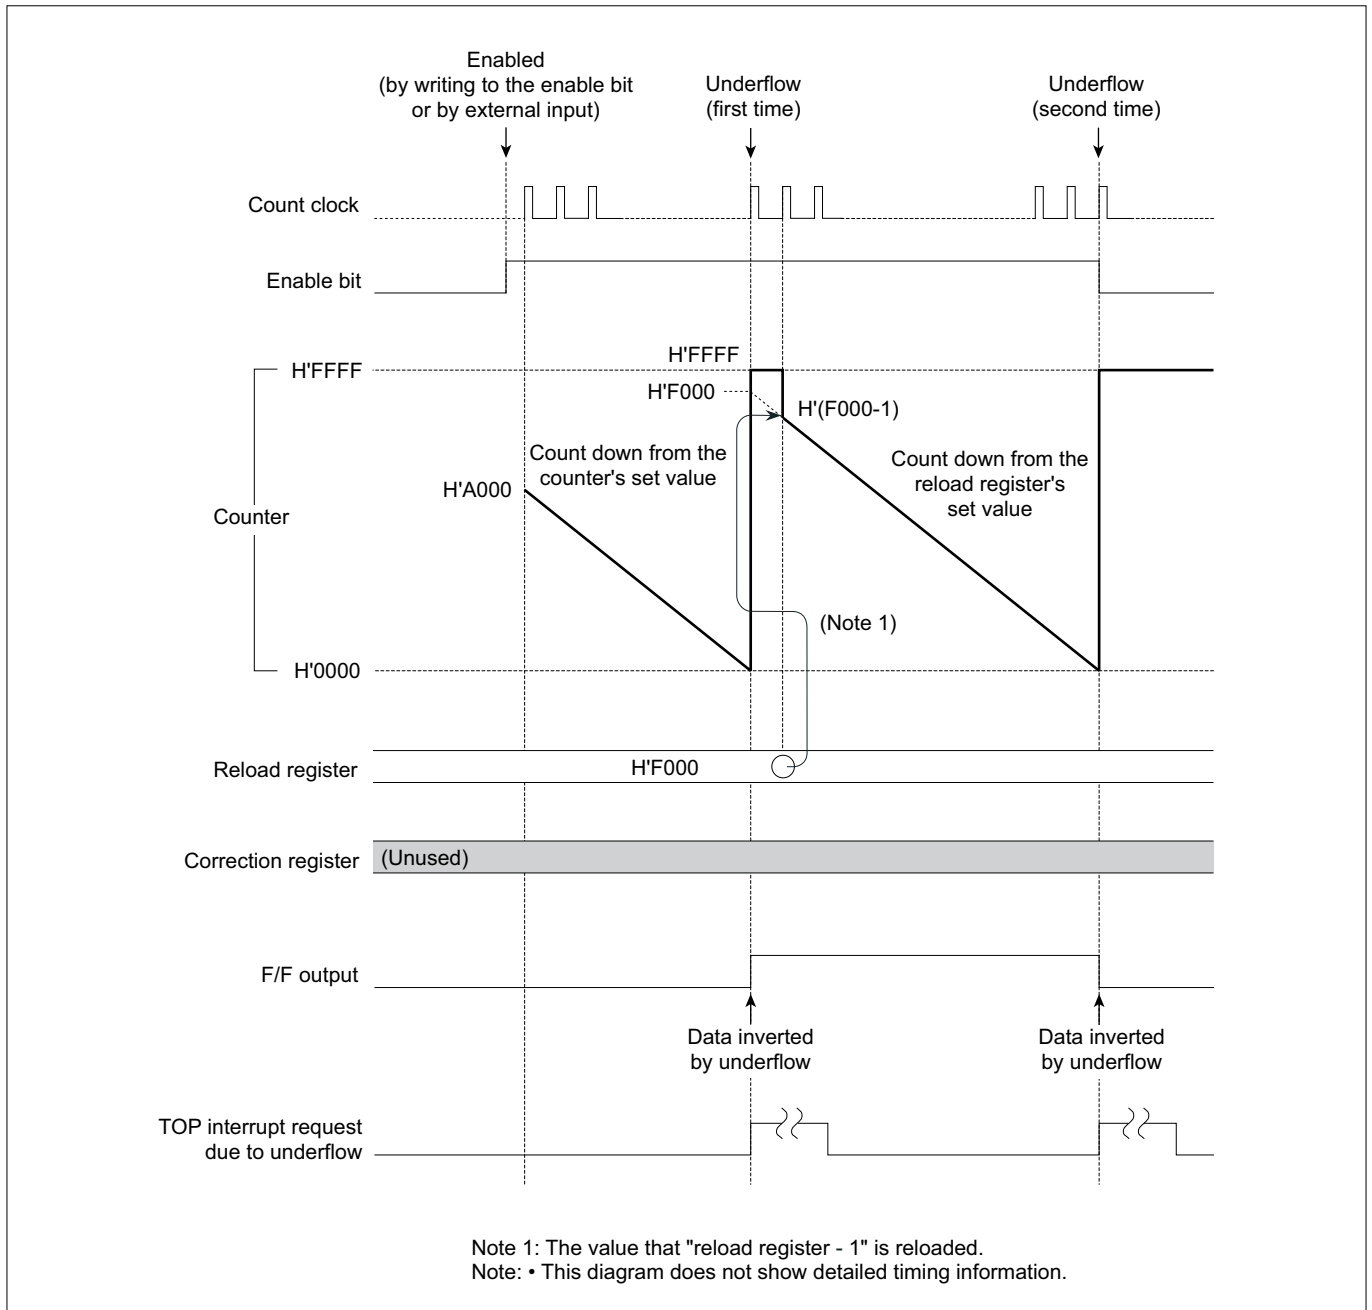 Enabled
(by writing to the enable bit
or by external input)
Underflow
(first time)
Underflow
(second time)
Count clock
Enable bit
H'FFFF
H'FFFF
H'F000
H'(F000-1)
Count down from the
counter's set value
Count down from the
reload register's
set value
H'A000
Counter
(Note 1)
H'0000
Reload register
H'F000
Correction register
(Unused)
F/F output
Data inverted
by underflow
Data inverted
by underflow
TOP interrupt request
due to underflow
Note 1: The value that "reload register - 1" is reloaded.
Note: • This diagram does not show detailed timing information.